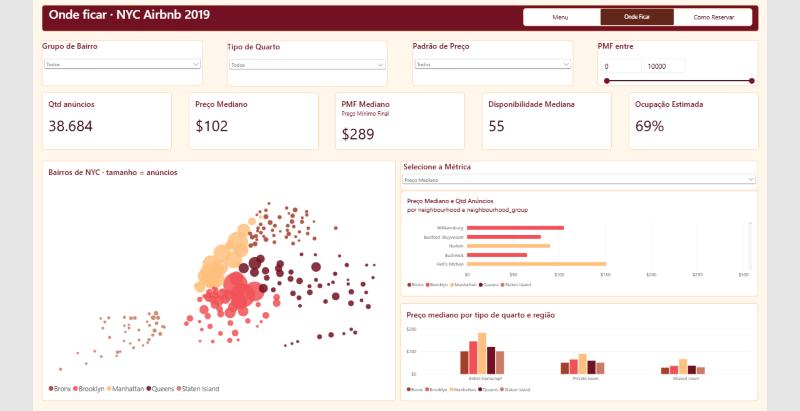 Onde ficar · NYC Airbnb 2019
Menu
Onde Ficar
Como Reservar
Grupo de Bairro
Todos
Tipo de Quarto
Todos
Padrão de Preço
Todos
PMF entre
0
10000
Qtd anúncios
38.684
Preço Mediano
$102
PMF Mediano
Preço Mínimo Final
$289
Disponibilidade Mediana
55
Ocupação Estimada
69%
Bairros de NYC · tamanho = anúncios
Bronx Brooklyn Manhattan Queens Staten Island
Selecione a Métrica
Preço Mediano
Preço Mediano e Qtd Anúncios
por neighbourhood e neighbourhood_group
Williamsburg
Bedford-Stuyvesant
Harlem
Bushwick
Hell's Kitchen
$0 $50 $100 $150 $200 $250 $300
Bronx Brooklyn Manhattan Queens Staten Island
Preço mediano por tipo de quarto e região
$200
$100
$0
Entire home/apt
Private room
Shared room
Bronx Brooklyn Manhattan Queens Staten Island